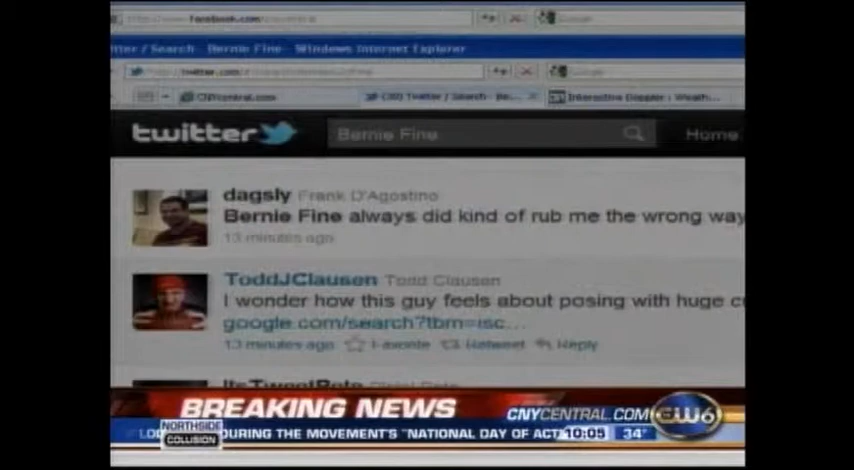 facebook.com
itter / Search - Bernie Fine - Windows Internet Explorer
twitter.com
Google
CNYcentral.com
Twitter / Search - Be...
Interactive Doppler : Weath...
twitter
Bernie Fine
Home
dagsly Frank D'Agostino
Bernie Fine always did kind of rub me the wrong way
13 minutes ago
ToddJClausen Todd Clausen
I wonder how this guy feels about posing with huge c
google.com/search?tbm=isc...
13 minutes ago Favorite Retweet Reply
ItsTweetPete
BREAKING NEWS
CNYCENTRAL.COM CW6
NORTHSIDE
COLLISION
DURING THE MOVEMENT'S "NATIONAL DAY OF ACT
10:05 34°